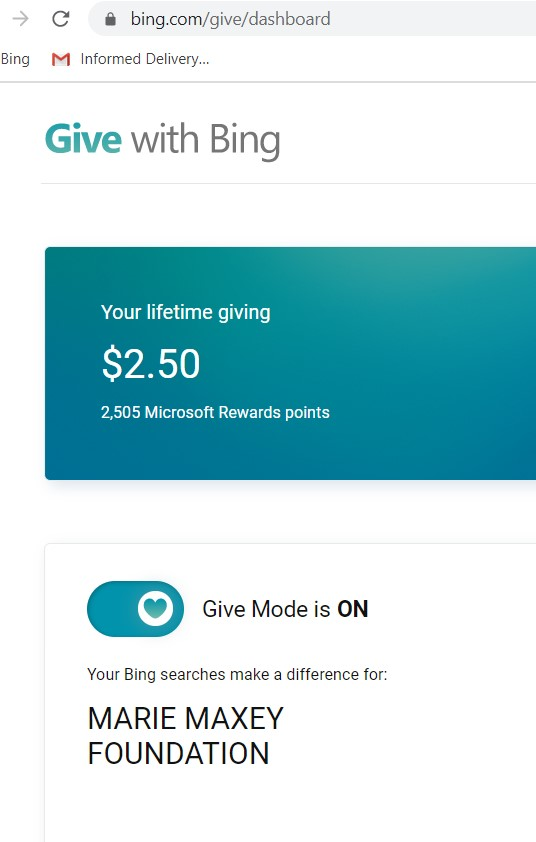 bing.com/give/dashboard
Bing Informed Delivery...
Give with Bing
Your lifetime giving
$2.50
2,505 Microsoft Rewards points
Give Mode is ON
Your Bing searches make a difference for:
MARIE MAXEY
FOUNDATION